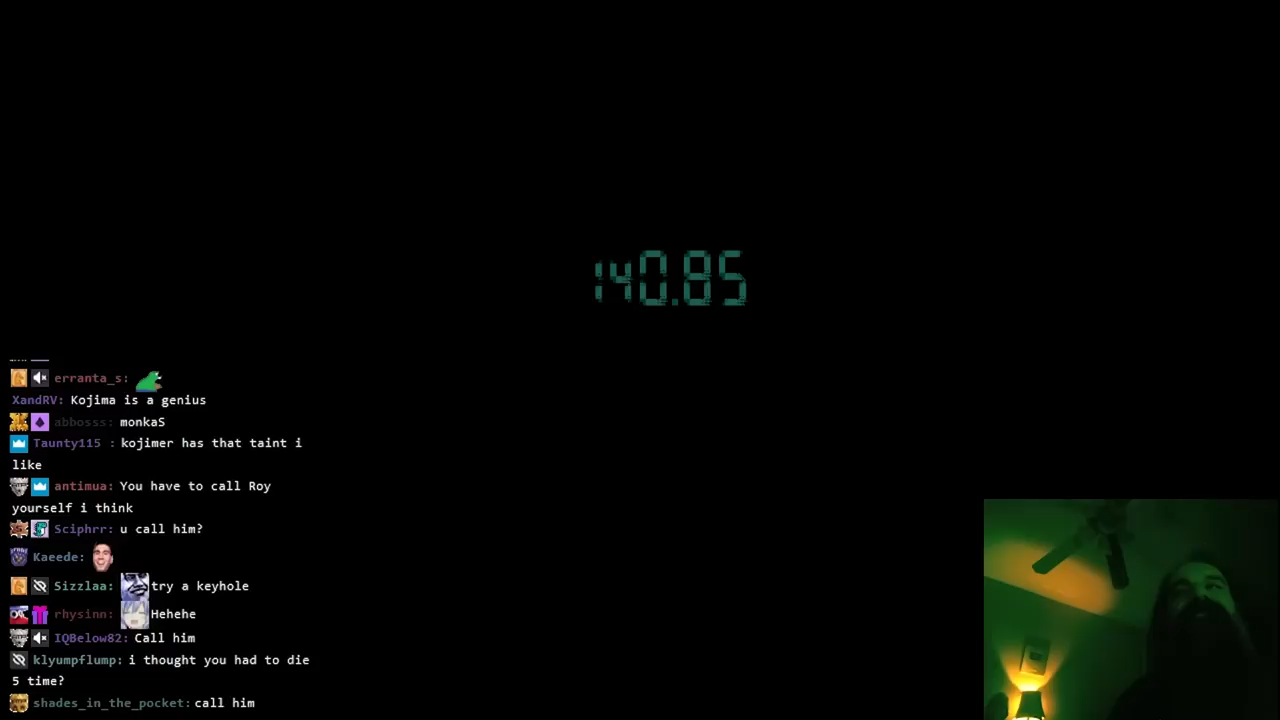 140.85
erranta_s:
XandRV: Kojima is a genius
abbosss: monkaS
Taunty115 : kojimer has that taint i
like
antimua: You have to call Roy
yourself i think
Sciphrr: u call him?
Kaeede:
Sizzlaa: try a keyhole
rhysinn: Hehehe
IQBelow82: Call him
klyumpflump: i thought you had to die
5 time?
shades_in_the_pocket: call him